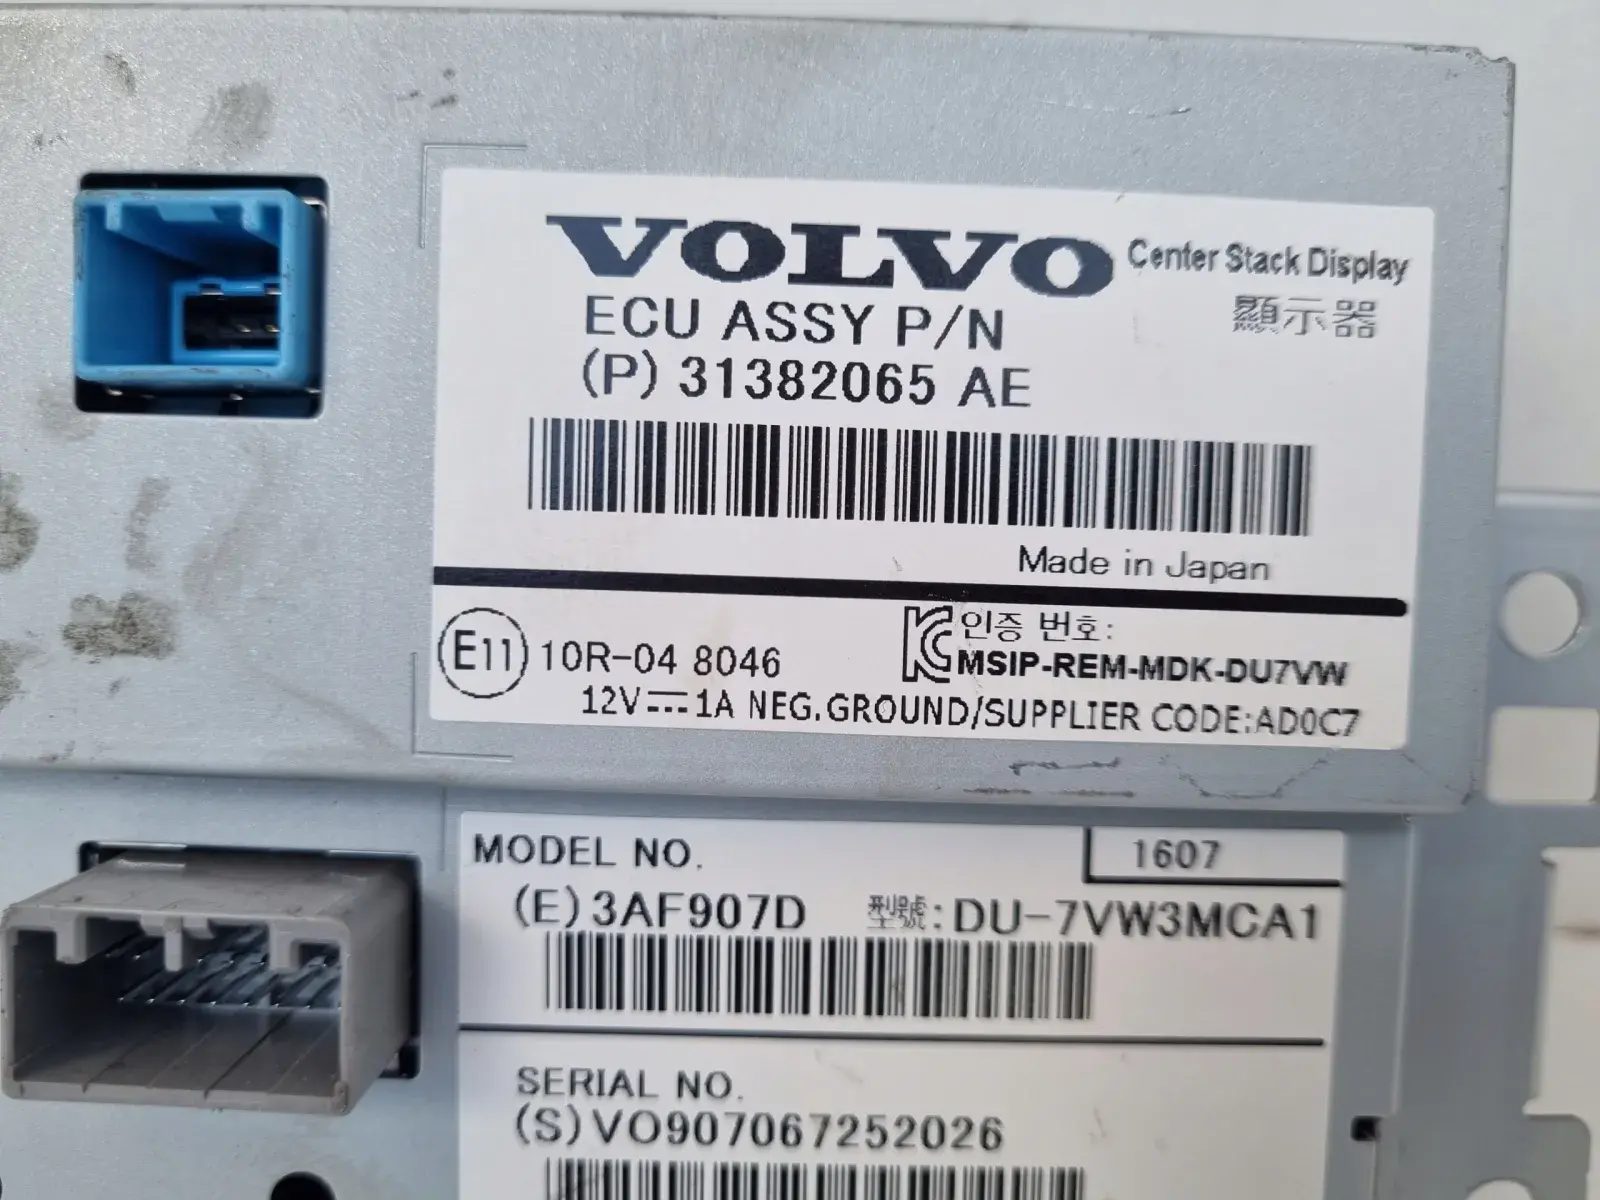 VOLVO Center Stack Display
顯示器
ECU ASSY P/N
(P) 31382065 AE
Made in Japan
E11 10R-04 8046
KC 인증 번호:
MSIP-REM-MDK-DU7VW
12V⎓1A NEG.GROUND/SUPPLIER CODE:AD0C7
MODEL NO. 1607
(E)3AF907D 型號:DU-7VW3MCA1
SERIAL NO.
(S)VO907067252026